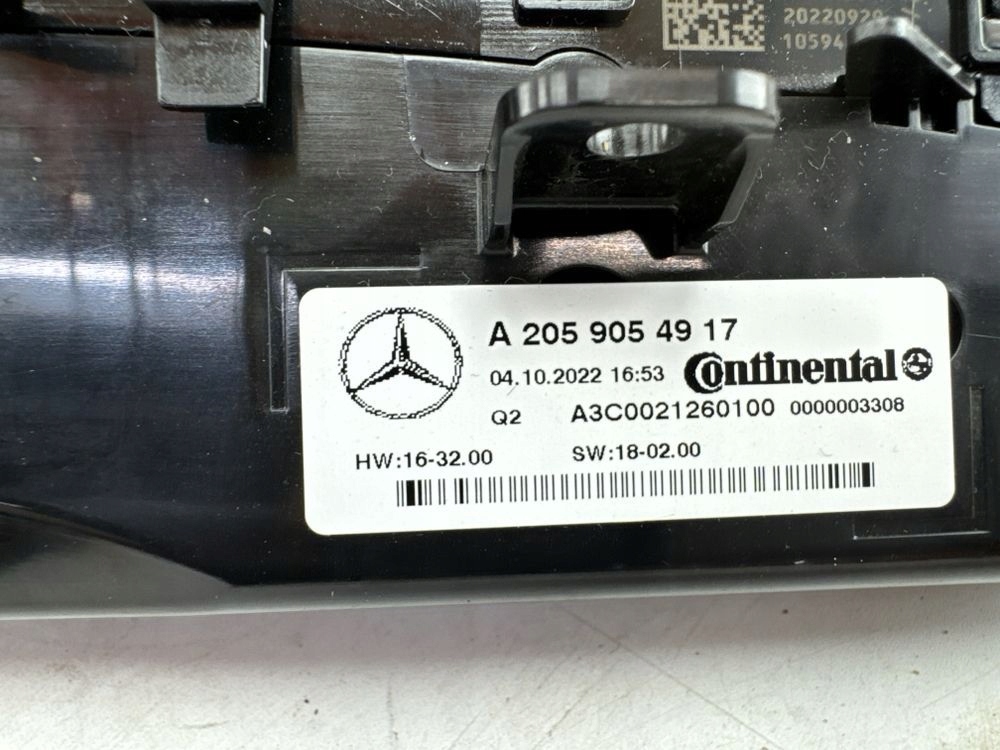 20220920
10594
A 205 905 49 17
04.10.2022 16:53 Continental
Q2 A3C0021260100 0000003308
HW:16-32.00 SW:18-02.00